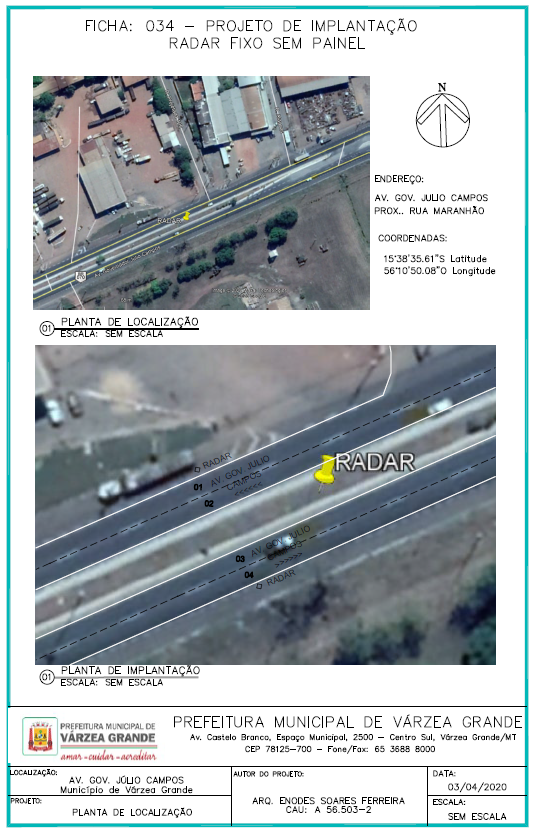 FICHA: 034 – PROJETO DE IMPLANTAÇÃO
RADAR FIXO SEM PAINEL
N
ENDEREÇO:
AV. GOV. JULIO CAMPOS
PROX.. RUA MARANHÃO
COORDENADAS:
15°38'35.61"S Latitude
56°10'50.08"O Longitude
RADAR
01 PLANTA DE LOCALIZAÇÃO
ESCALA: SEM ESCALA
RADAR
RADAR
01 AV. GOV. JULIO
CAMPOS
<<<<<<
02
03 AV. GOV. JULIO
CAMPOS
>>>>>>
04
RADAR
01 PLANTA DE IMPLANTAÇÃO
ESCALA: SEM ESCALA
PREFEITURA MUNICIPAL DE
VÁRZEA GRANDE
amar - cuidar - acreditar
PREFEITURA MUNICIPAL DE VÁRZEA GRANDE
Av. Castelo Branco, Espaço Municipal, 2500 – Centro Sul, Várzea Grande/MT
CEP 78125–700 – Fone/Fax: 65 3688 8000
LOCALIZAÇÃO:
AV. GOV. JÚLIO CAMPOS
Município de Várzea Grande
PROJETO:
PLANTA DE LOCALIZAÇÃO
AUTOR DO PROJETO:
ARQ. ENODES SOARES FERREIRA
CAU: A 56.503–2
DATA:
03/04/2020
ESCALA:
SEM ESCALA